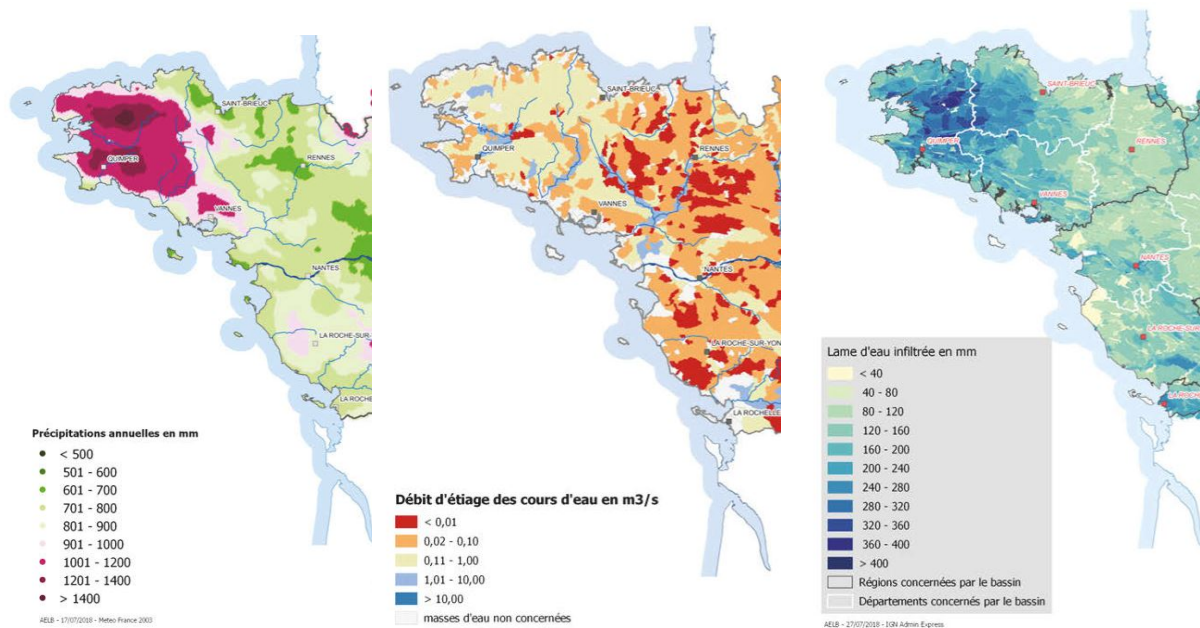 SAINT-BRIEUC
QUIMPER
RENNES
VANNES
NANTES
LA ROCHE-SUR-
LA ROCHE
Précipitations annuelles en mm
< 500
501 - 600
601 - 700
701 - 800
801 - 900
901 - 1000
1001 - 1200
1201 - 1400
> 1400
AELB - 17/07/2018 - Meteo France 2003
SAINT-BRIEUC
RENNES
QUIMPER
VANNES
NANTES
LA ROCHE-SUR-YON
LA ROCHELLE
Débit d'étiage des cours d'eau en m3/s
< 0,01
0,02 - 0,10
0,11 - 1,00
1,01 - 10,00
> 10,00
masses d'eau non concernées
SAINT-BRIEUC
QUIMPER
RENNES
VANNES
NANTES
LA ROCHE-SUR
Lame d'eau infiltrée en mm
< 40
40 - 80
80 - 120
120 - 160
160 - 200
200 - 240
240 - 280
280 - 320
320 - 360
360 - 400
> 400
Régions concernées par le bassin
Départements concernés par le bassin
AELB - 27/07/2018 - IGN Admin Express